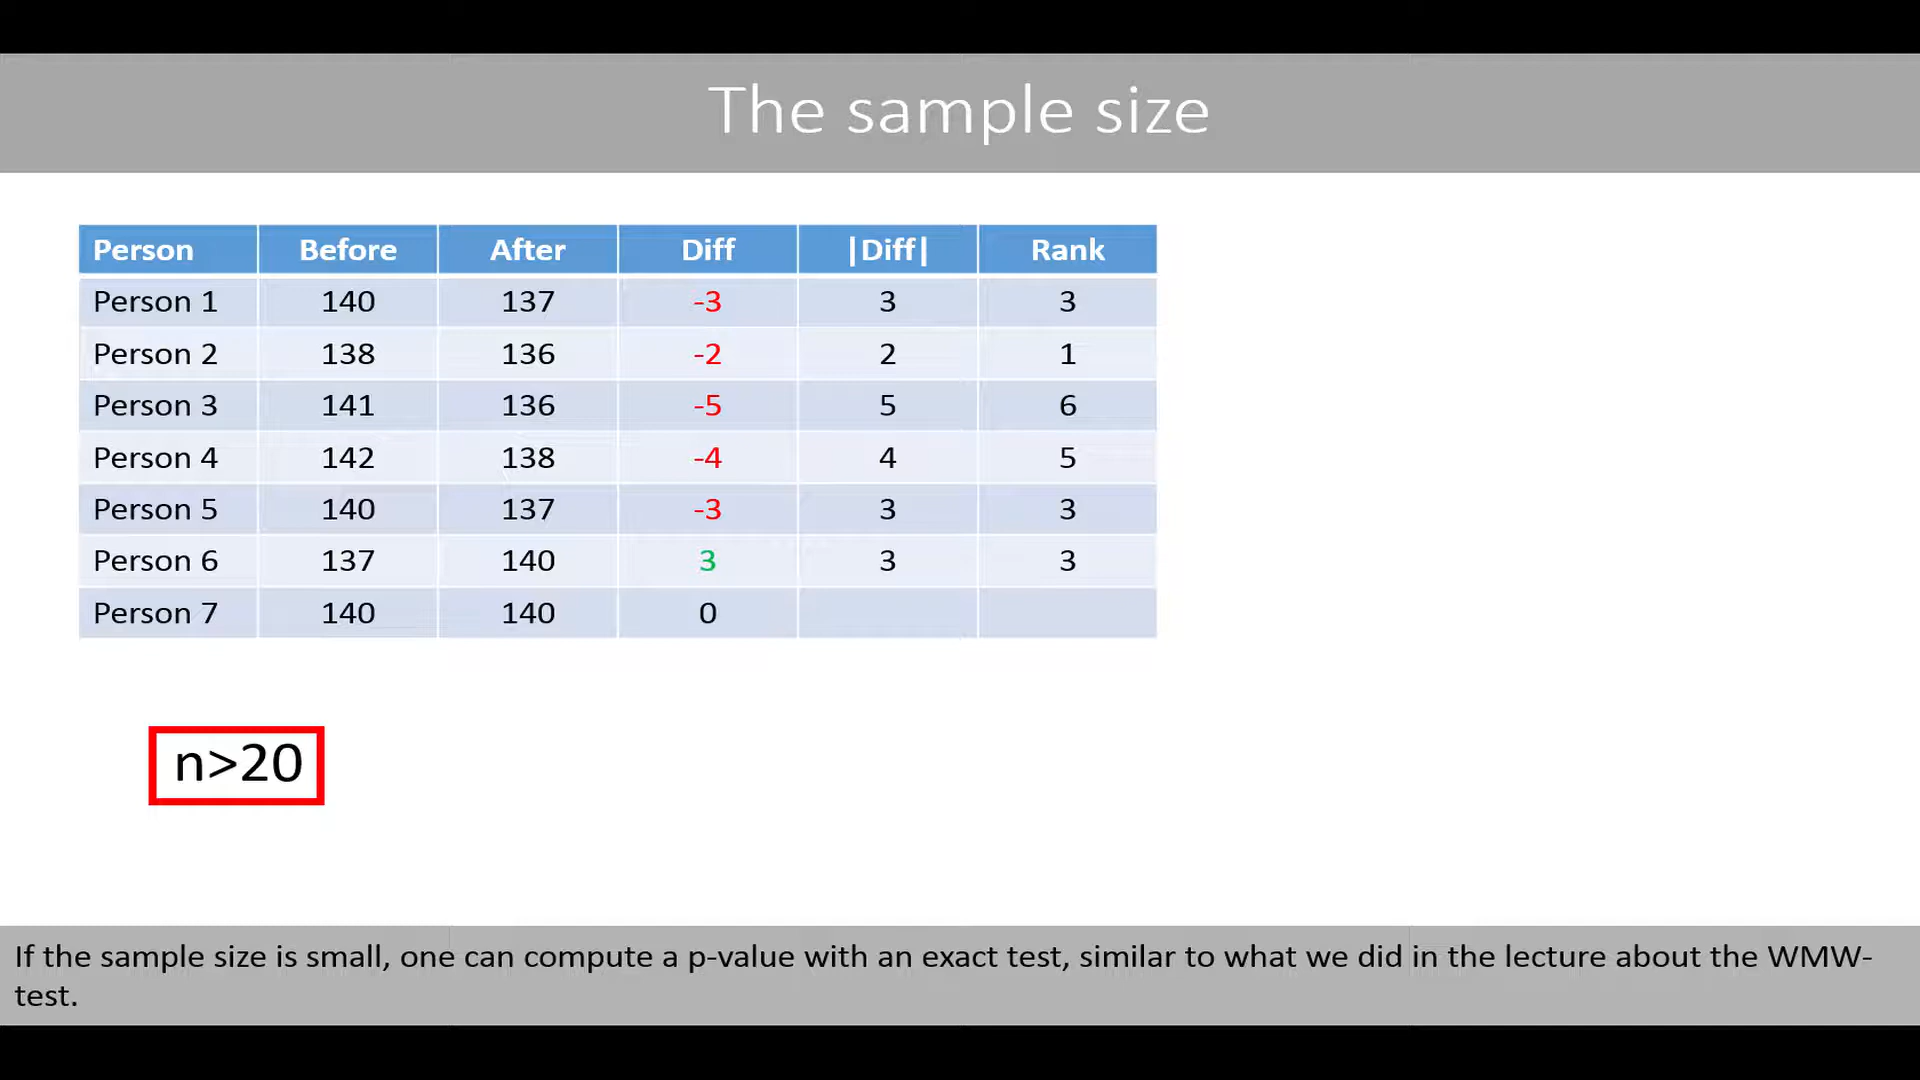 The sample size
Person Before After Diff |Diff| Rank
Person 1 140 137 -3 3 3
Person 2 138 136 -2 2 1
Person 3 141 136 -5 5 6
Person 4 142 138 -4 4 5
Person 5 140 137 -3 3 3
Person 6 137 140 3 3 3
Person 7 140 140 0
n>20
If the sample size is small, one can compute a p-value with an exact test, similar to what we did in the lecture about the WMW-
test.